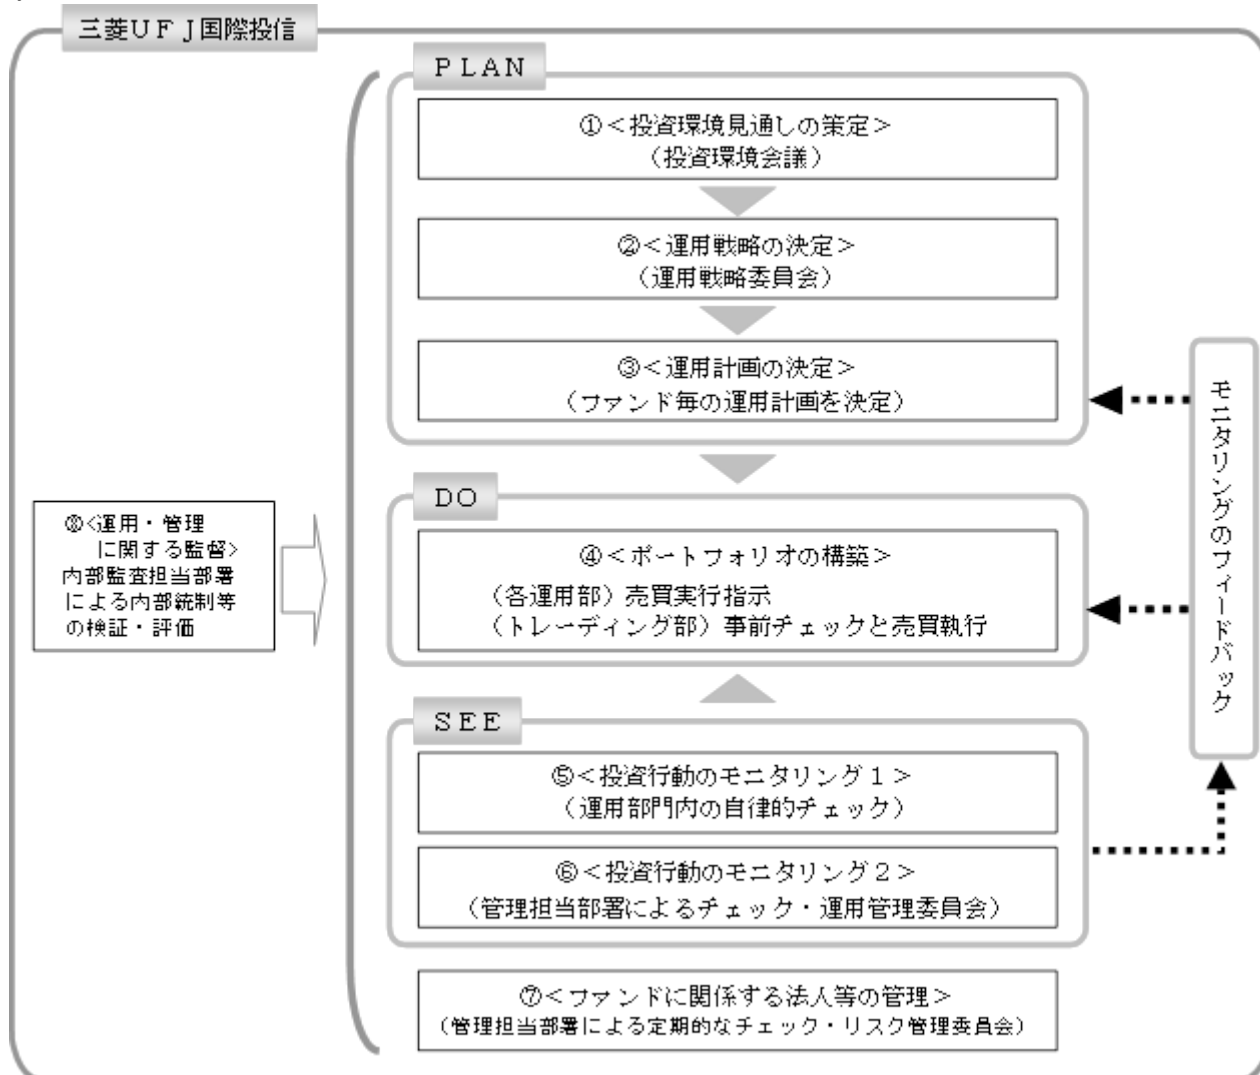 三菱ＵＦＪ国際投信
ＰＬＡＮ
①＜投資環境見通しの策定＞
（投資環境会議）
②＜運用戦略の決定＞
（運用戦略委員会）
③＜運用計画の決定＞
（ファンド毎の運用計画を決定）
ＤＯ
④＜ポートフォリオの構築＞
（各運用部）売買実行指示
（トレーディング部）事前チェックと売買執行
ＳＥＥ
⑤＜投資行動のモニタリング１＞
（運用部門内の自律的チェック）
⑥＜投資行動のモニタリング２＞
（管理担当部署によるチェック・運用管理委員会）
⑦＜ファンドに関係する法人等の管理＞
（管理担当部署による定期的なチェック・リスク管理委員会）
⑧＜運用・管理
に関する監督＞
内部監査担当部署
による内部統制等
の検証・評価
モニタリングのフィードバック